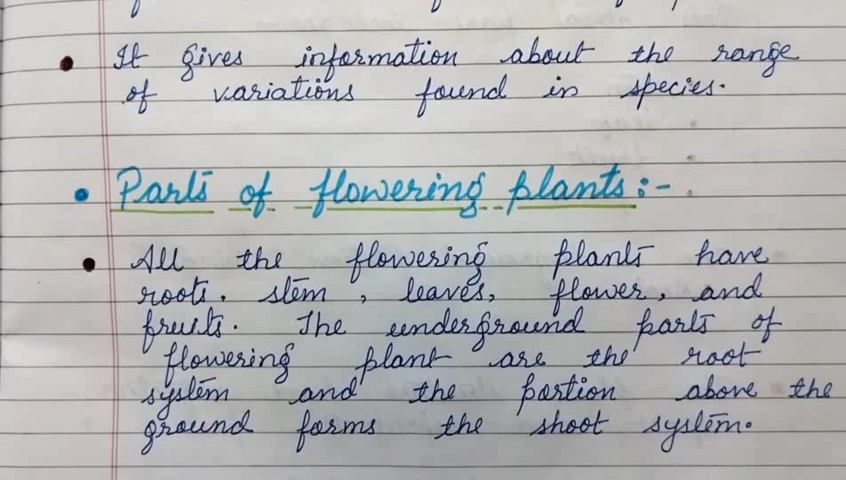 • It gives information about the range
of variations found in species.
• Parts of flowering plants :-
• All the flowering plants have
roots, stem, leaves, flower, and
fruits. The underground parts of
flowering plant are the root
system and the portion above the
ground forms the shoot system.